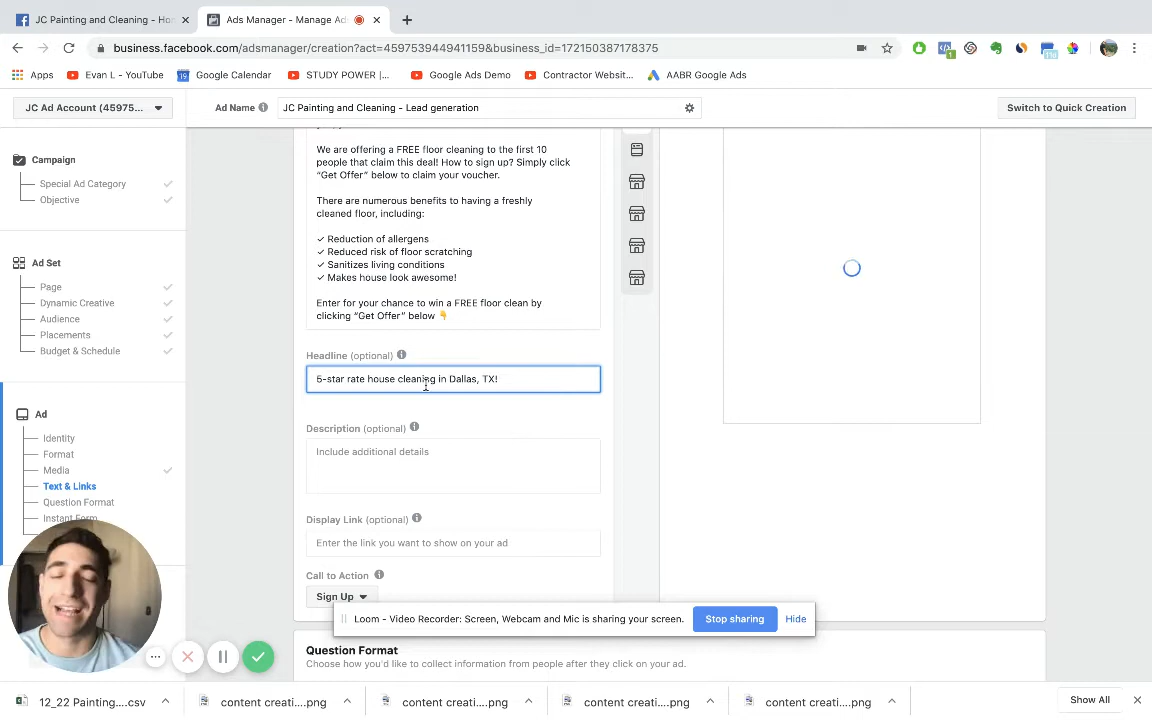 JC Painting and Cleaning - Ho
Ads Manager - Manage Ad
business.facebook.com/adsmanager/creation?act=459753944941159&business_id=172150387178375
Apps
Evan L - YouTube
19
Google Calendar
STUDY POWER |...
Google Ads Demo
Contractor Websit...
AABR Google Ads
JC Ad Account (45975...
Ad Name
JC Painting and Cleaning - Lead generation
Switch to Quick Creation
Campaign
Special Ad Category
Objective
Ad Set
Page
Dynamic Creative
Audience
Placements
Budget & Schedule
Ad
Identity
Format
Media
Text & Links
Question Format
Instant Form
We are offering a FREE floor cleaning to the first 10
people that claim this deal! How to sign up? Simply click
“Get Offer” below to claim your voucher.
There are numerous benefits to having a freshly
cleaned floor, including:
✓ Reduction of allergens
✓ Reduced risk of floor scratching
✓ Sanitizes living conditions
✓ Makes house look awesome!
Enter for your chance to win a FREE floor clean by
clicking “Get Offer” below 👇
Headline (optional)
5-star rate house cleaning in Dallas, TX!
Description (optional)
Include additional details
Display Link (optional)
Enter the link you want to show on your ad
Call to Action
Sign Up
Loom - Video Recorder: Screen, Webcam and Mic is sharing your screen.
Stop sharing
Hide
Question Format
Choose how you'd like to collect information from people after they click on your ad.
12_22 Painting....csv
content creati....png
content creati....png
content creati....png
content creati....png
Show All